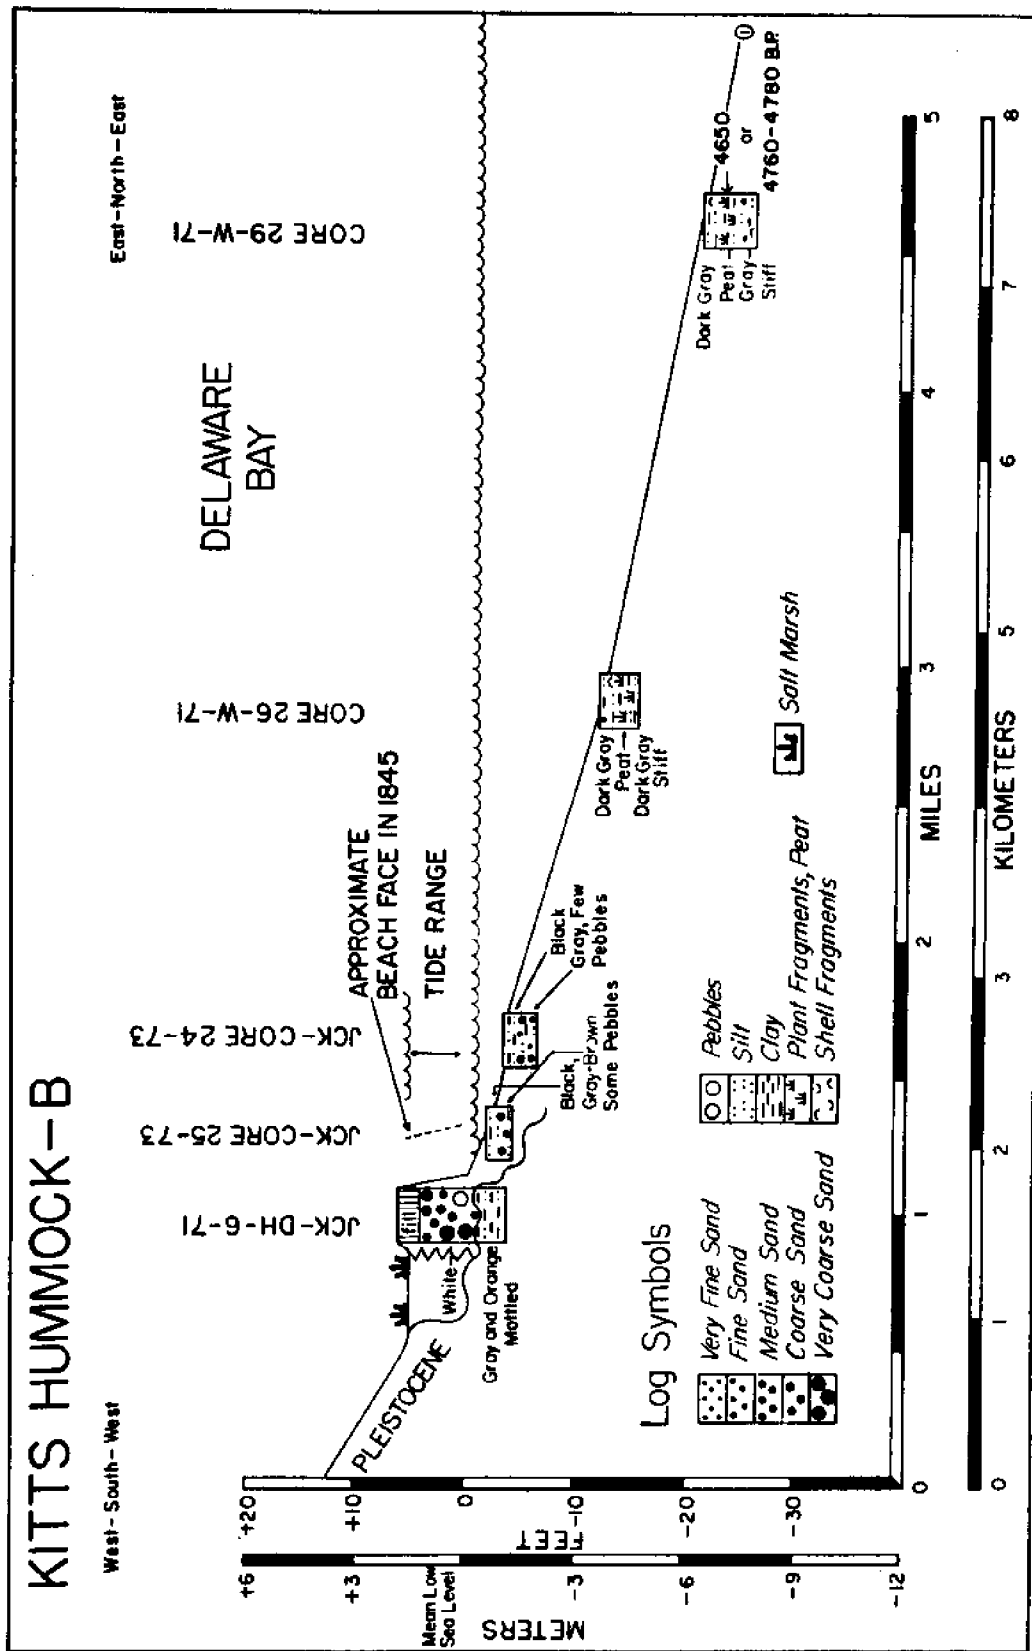 KITTS HUMMOCK-B
West-South-West
East-North-East
JCK-DH-6-71
JCK-CORE 25-73
JCK-CORE 24-73
CORE 26-W-71
CORE 29-W-71
DELAWARE
BAY
APPROXIMATE
BEACH FACE IN 1845
TIDE RANGE
PLEISTOCENE
fill
White
Gray and Orange
Mottled
Black,
Gray-Brown
Some Pebbles
Black
Gray, Few
Pebbles
Dark Gray
Peat
Dark Gray
Stiff
Dark Gray
Peat
Gray
Stiff
4650
or
4760-4780 B.P.
1
+6
+3
Mean Low
Sea Level
-3
-6
-9
-12
METERS
+20
+10
0
-10
-20
-30
FEET
Log Symbols
Very Fine Sand
Fine Sand
Medium Sand
Coarse Sand
Very Coarse Sand
Pebbles
Silt
Clay
Plant Fragments, Peat
Shell Fragments
Salt Marsh
0
1
2
3
4
5
MILES
0
1
2
3
5
6
7
8
KILOMETERS